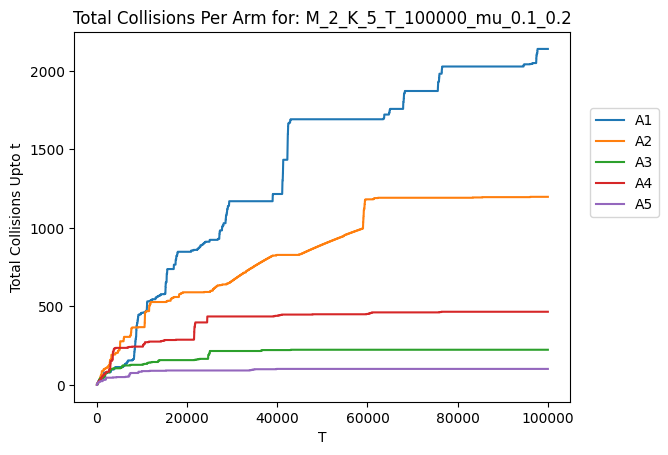 Total Collisions Per Arm for: M_2_K_5_T_100000_mu_0.1_0.2
Total Collisions Upto t
2000
1500
1000
500
0
0 20000 40000 60000 80000 100000
T
A1
A2
A3
A4
A5